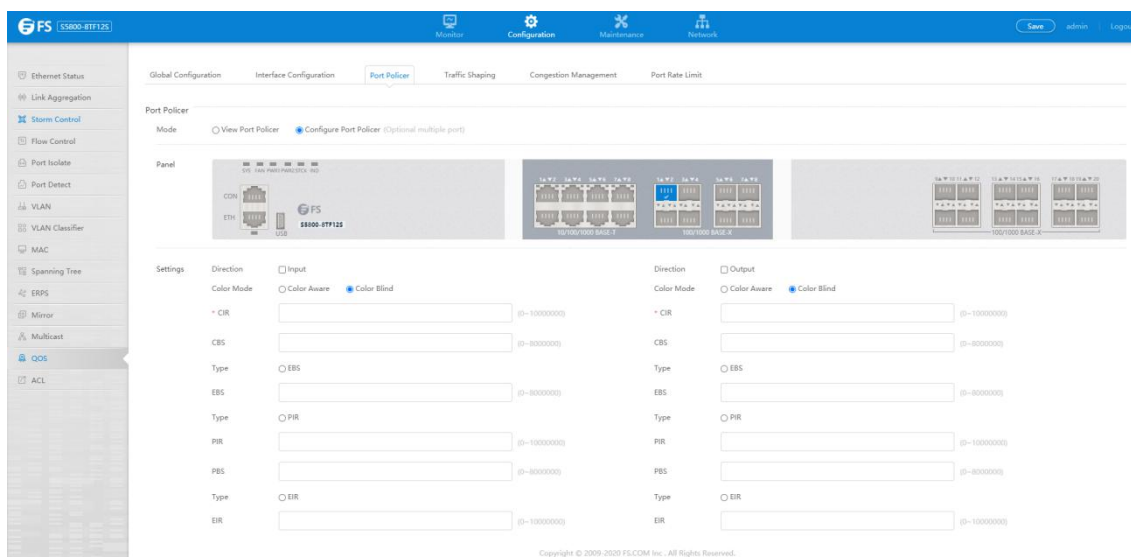 FS S5800-8TF12S
Monitor Configuration Maintenance Network
Save admin Logou
Ethernet Status
Link Aggregation
Storm Control
Flow Control
Port Isolate
Port Detect
VLAN
VLAN Classifier
MAC
Spanning Tree
ERPS
Mirror
Multicast
QOS
ACL
Global Configuration Interface Configuration Port Policer Traffic Shaping Congestion Management Port Rate Limit
Port Policer
Mode View Port Policer Configure Port Policer (Optional multiple port)
Panel
SYS FAN PWR1 PWR2 STCK IND
CON
ETH
USB
FS
S5800-8TF12S
10/100/1000 BASE-T
100/1000 BASE-X
100/1000 BASE-X
Settings Direction Input Direction Output
Color Mode Color Aware Color Blind Color Mode Color Aware Color Blind
* CIR (0~10000000) * CIR (0~10000000)
CBS (0~8000000) CBS (0~8000000)
Type EBS Type EBS
EBS (0~8000000) EBS (0~8000000)
Type PIR Type PIR
PIR (0~10000000) PIR (0~10000000)
PBS (0~8000000) PBS (0~8000000)
Type EIR Type EIR
EIR (0~10000000) EIR (0~10000000)
Copyright © 2009-2020 FS.COM Inc . All Rights Reserved.